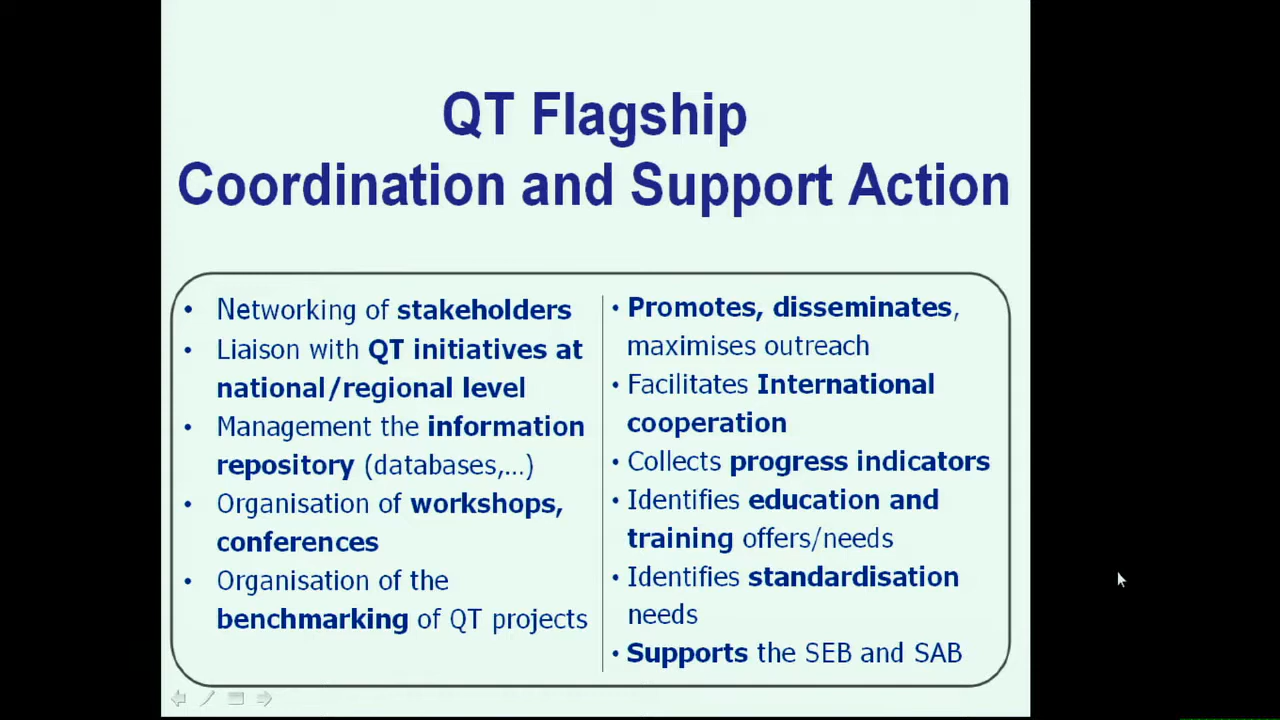 QT Flagship
Coordination and Support Action
• Networking of stakeholders
• Liaison with QT initiatives at
national/regional level
• Management the information
repository (databases,...)
• Organisation of workshops,
conferences
• Organisation of the
benchmarking of QT projects
• Promotes, disseminates,
maximises outreach
• Facilitates International
cooperation
• Collects progress indicators
• Identifies education and
training offers/needs
• Identifies standardisation
needs
• Supports the SEB and SAB